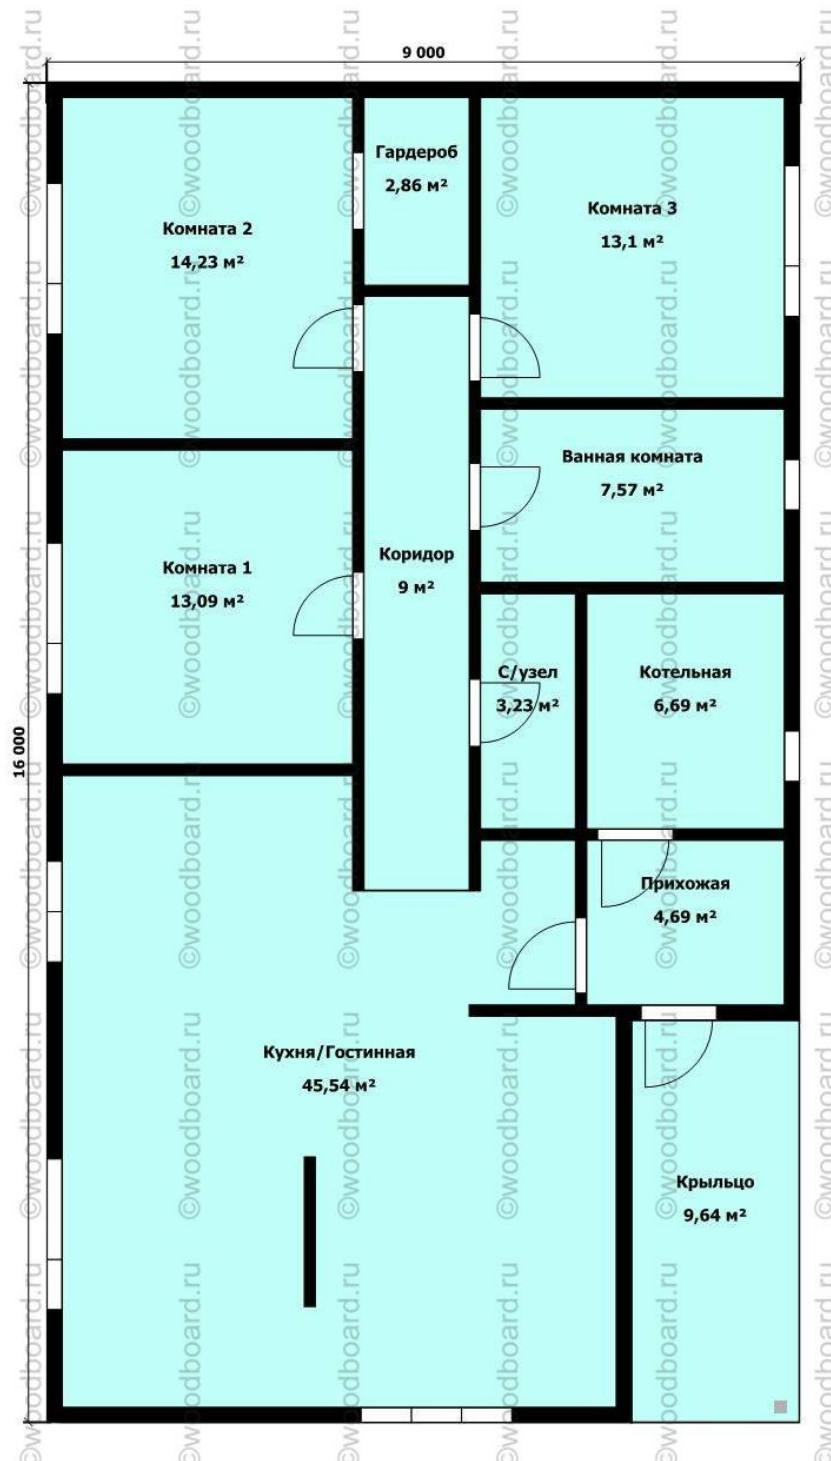 9 000
Гардероб
2,86 м²
Комната 2
14,23 м²
Комната 3
13,1 м²
Ванная комната
7,57 м²
Коридор
9 м²
Комната 1
13,09 м²
С/узел
3,23 м²
Котельная
6,69 м²
16 000
Прихожая
4,69 м²
Кухня/Гостинная
45,54 м²
Крыльцо
9,64 м²
©woodboard.ru